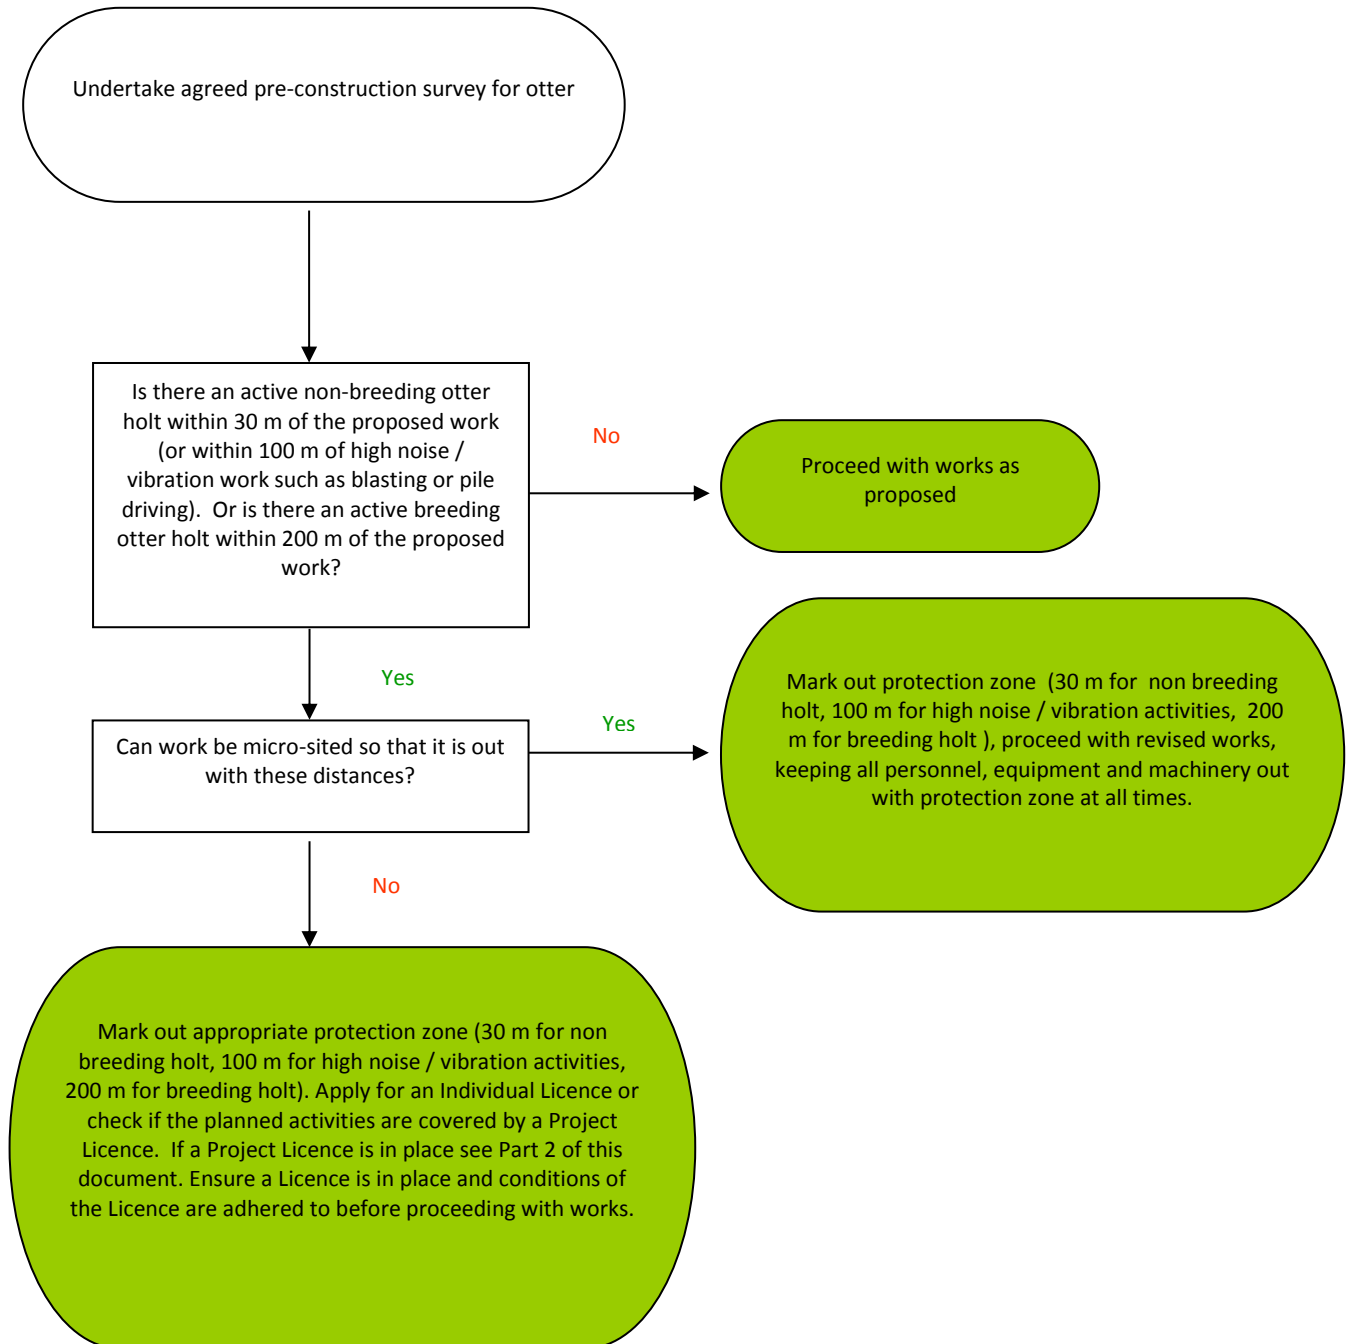 Undertake agreed pre-construction survey for otter
Is there an active non-breeding otter
holt within 30 m of the proposed work
(or within 100 m of high noise /
vibration work such as blasting or pile
driving).  Or is there an active breeding
otter holt within 200 m of the proposed
work?
No
Proceed with works as
proposed
Yes
Can work be micro-sited so that it is out
with these distances?
Yes
Mark out protection zone  (30 m for  non breeding
holt, 100 m for high noise / vibration activities,  200
m for breeding holt ), proceed with revised works,
keeping all personnel, equipment and machinery out
with protection zone at all times.
No
Mark out appropriate protection zone (30 m for non
breeding holt, 100 m for high noise / vibration activities,
200 m for breeding holt). Apply for an Individual Licence or
check if the planned activities are covered by a Project
Licence.  If a Project Licence is in place see Part 2 of this
document. Ensure a Licence is in place and conditions of
the Licence are adhered to before proceeding with works.